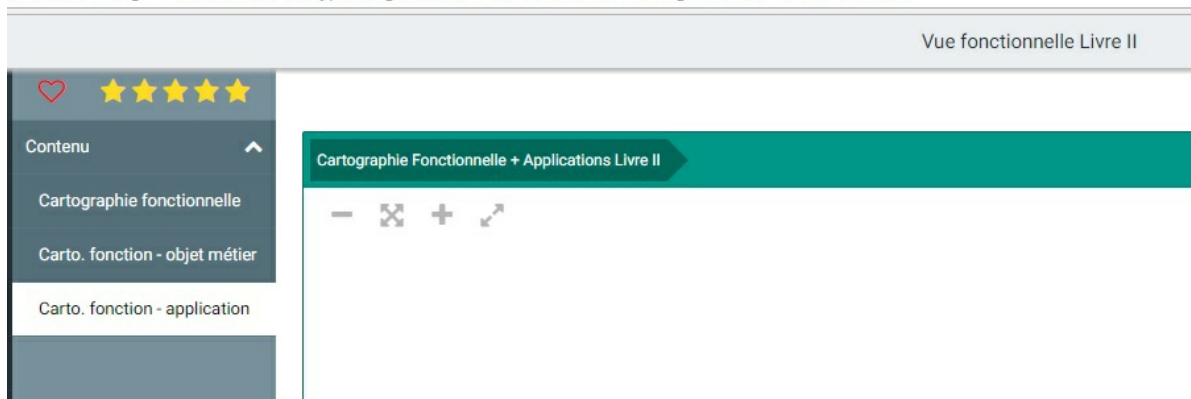 Vue fonctionnelle Livre II
Contenu
Cartographie fonctionnelle
Carto. fonction - objet métier
Carto. fonction - application
Cartographie Fonctionnelle + Applications Livre II